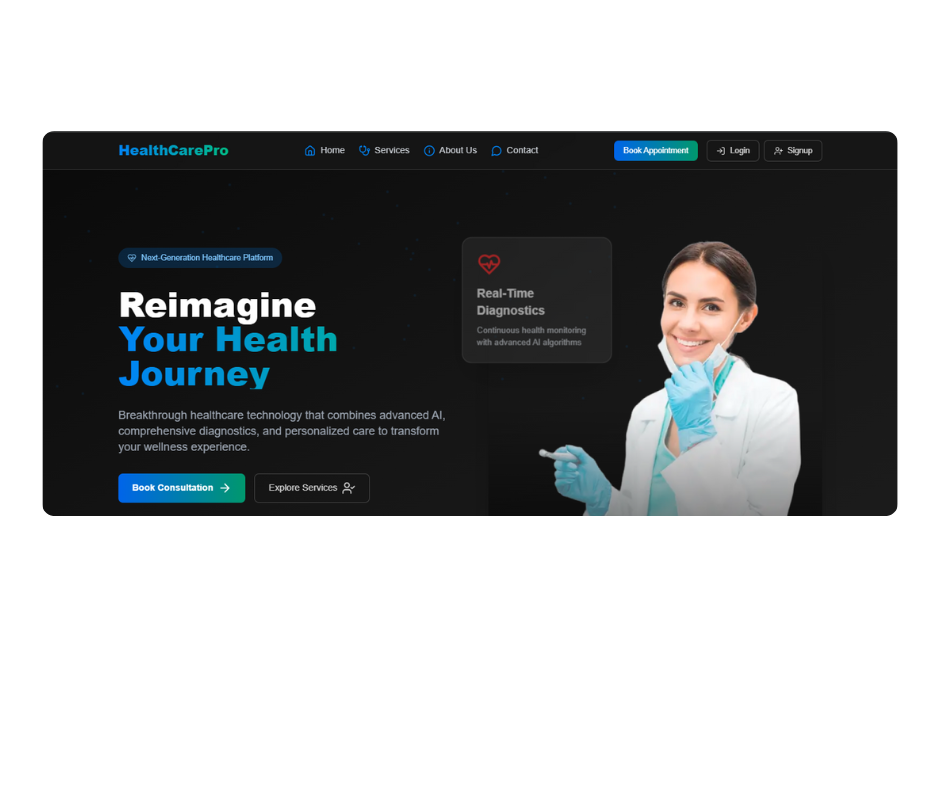 HealthCarePro
Home
Services
About Us
Contact
Book Appointment
Login
Signup
Next-Generation Healthcare Platform
Reimagine
Your Health
Journey
Breakthrough healthcare technology that combines advanced AI,
comprehensive diagnostics, and personalized care to transform
your wellness experience.
Book Consultation
Explore Services
Real-Time
Diagnostics
Continuous health monitoring
with advanced AI algorithms